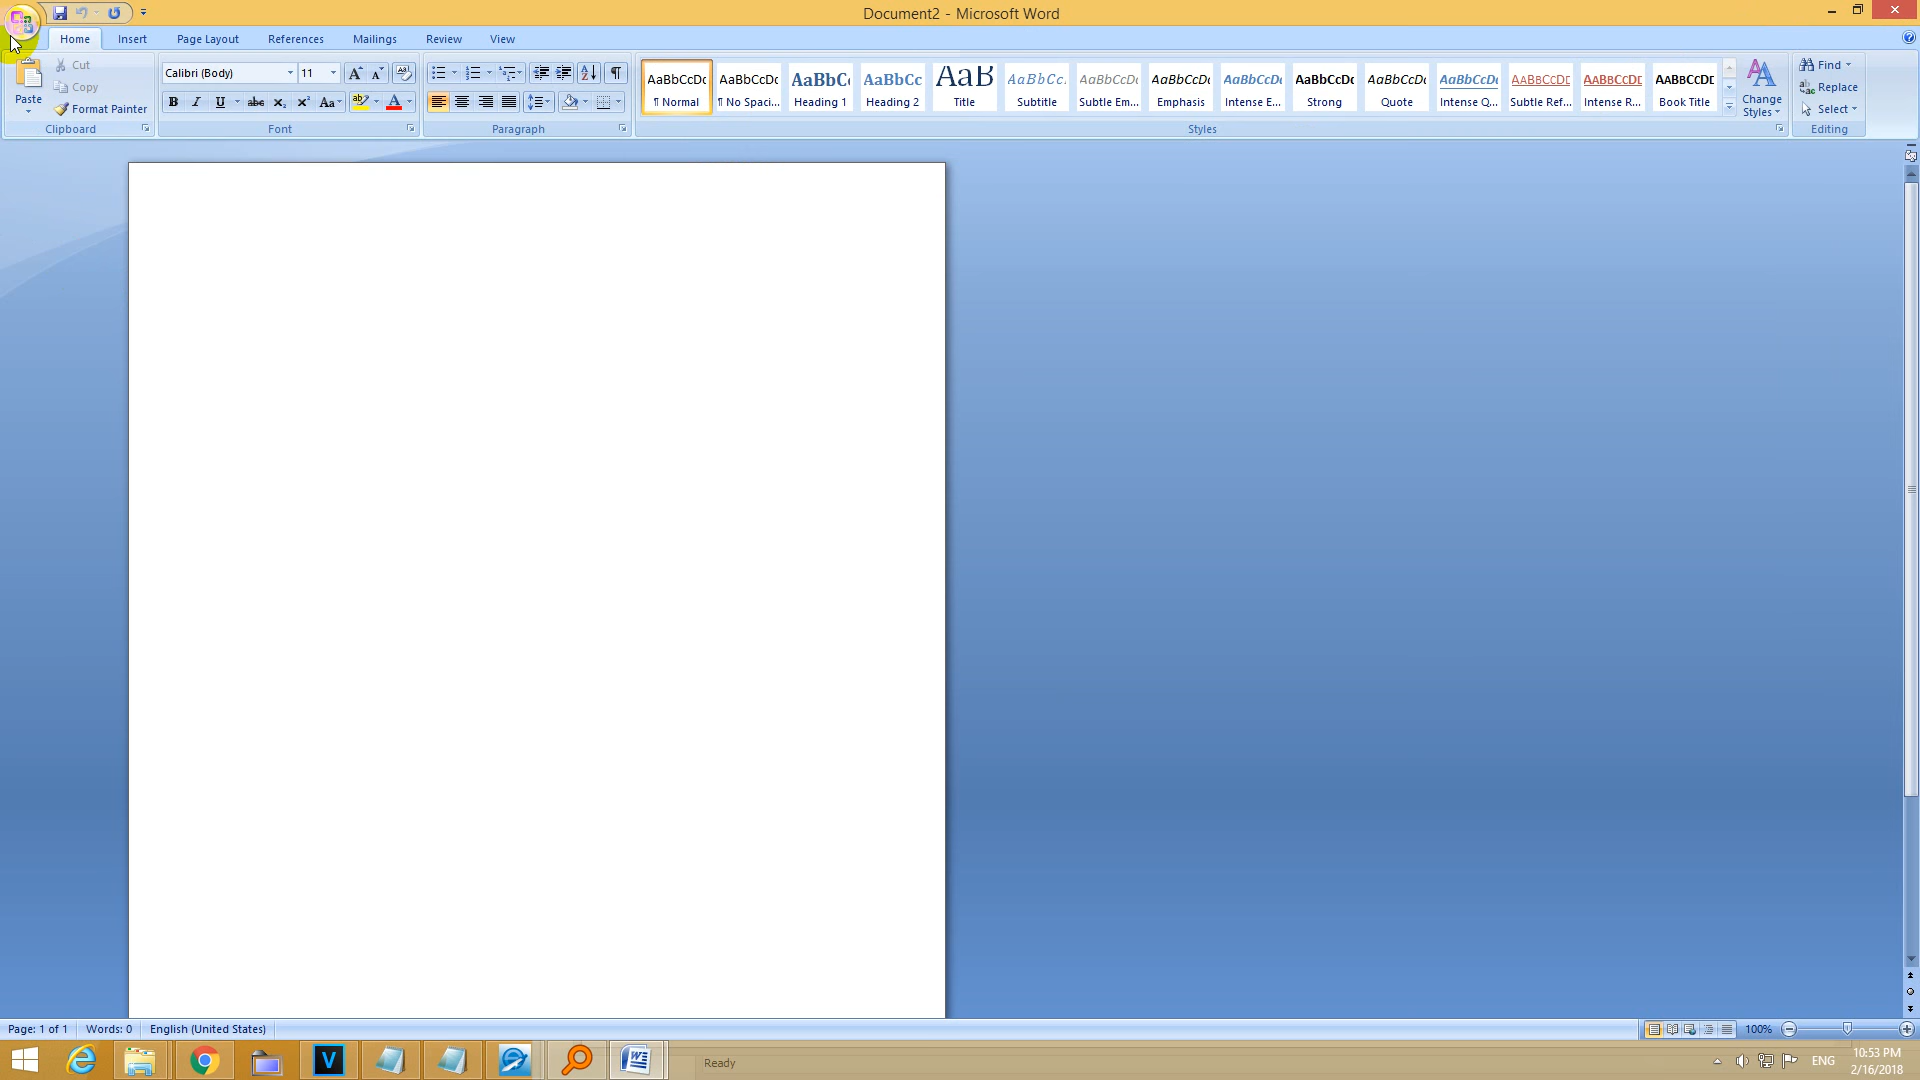 Document2 - Microsoft Word
Home Insert Page Layout References Mailings Review View
Paste
Cut
Copy
Format Painter
Clipboard
Calibri (Body) 11
Font
Paragraph
AaBbCcDc AaBbCcDc AaBbC AaBbCc AaB AaBbCc. AaBbCcDc AaBbCcDc AaBbCcDc AaBbCcDc AaBbCcDc AaBbCcDc AABBCCDE AABBCCDE AABBCCDE
¶ Normal ¶ No Spaci... Heading 1 Heading 2 Title Subtitle Subtle Em... Emphasis Intense E... Strong Quote Intense Q... Subtle Ref... Intense R... Book Title
Change
Styles
Styles
Find
Replace
Select
Editing
Page: 1 of 1 Words: 0 English (United States)
100%
V
W
Ready
ENG
10:53 PM
2/16/2018